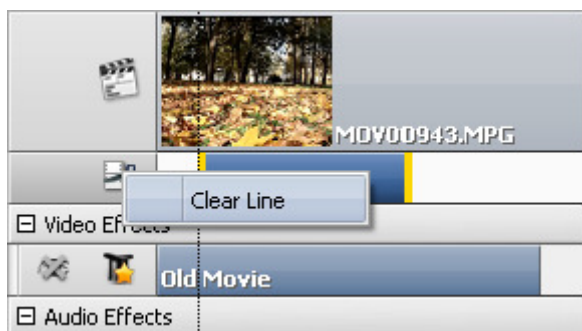 MOV00943.MPG
Clear Line
Video Effects
Old Movie
Audio Effects